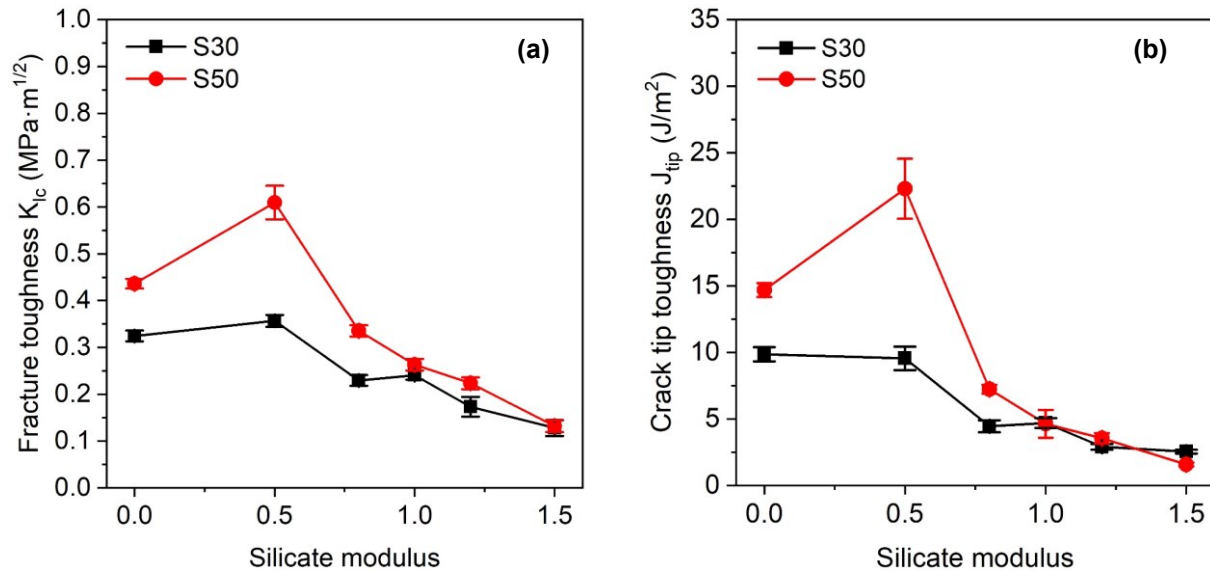 (a)
S30
S50
Fracture toughness K_Ic (MPa·m^1/2)
1.0
0.9
0.8
0.7
0.6
0.5
0.4
0.3
0.2
0.1
0.0
0.0 0.5 1.0 1.5
Silicate modulus
(b)
S30
S50
Crack tip toughness J_tip (J/m²)
35
30
25
20
15
10
5
0
0.0 0.5 1.0 1.5
Silicate modulus